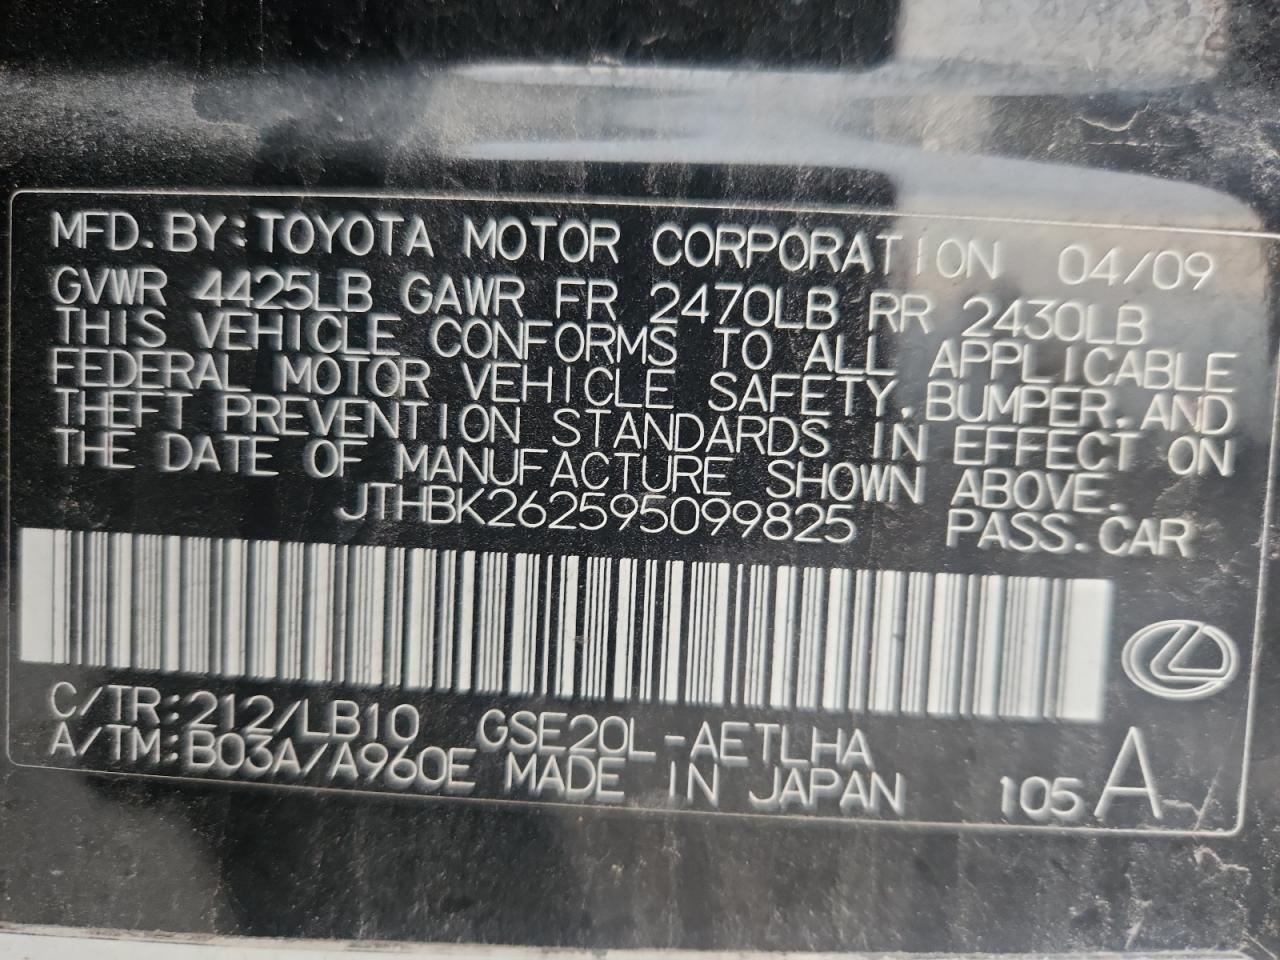 MFD. BY: TOYOTA MOTOR CORPORATION 04/09
GVWR 4425LB GAWR FR 2470LB RR 2430LB
THIS VEHICLE CONFORMS TO ALL APPLICABLE
FEDERAL MOTOR VEHICLE SAFETY, BUMPER, AND
THEFT PREVENTION STANDARDS IN EFFECT ON
THE DATE OF MANUFACTURE SHOWN ABOVE.
JTHBK262595099825 PASS. CAR
C/TR: 212/LB10 GSE20L-AETLHA
A/TM: B03A/A960E MADE IN JAPAN 105 A